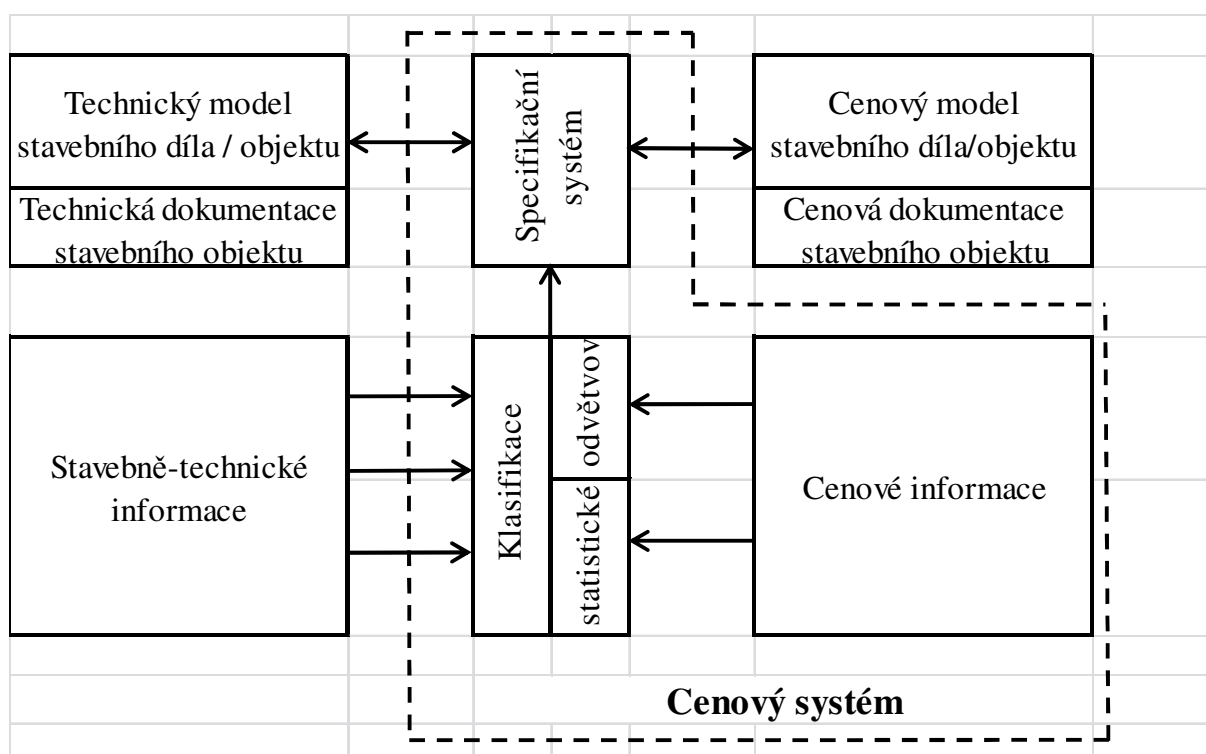 Technický model
stavebního díla / objektu
Technická dokumentace
stavebního objektu
Specifikační
systém
Cenový model
stavebního díla/objektu
Cenová dokumentace
stavebního objektu
Stavebně-technické
informace
Klasifikace
odvětvov
statistické
Cenové informace
Cenový systém